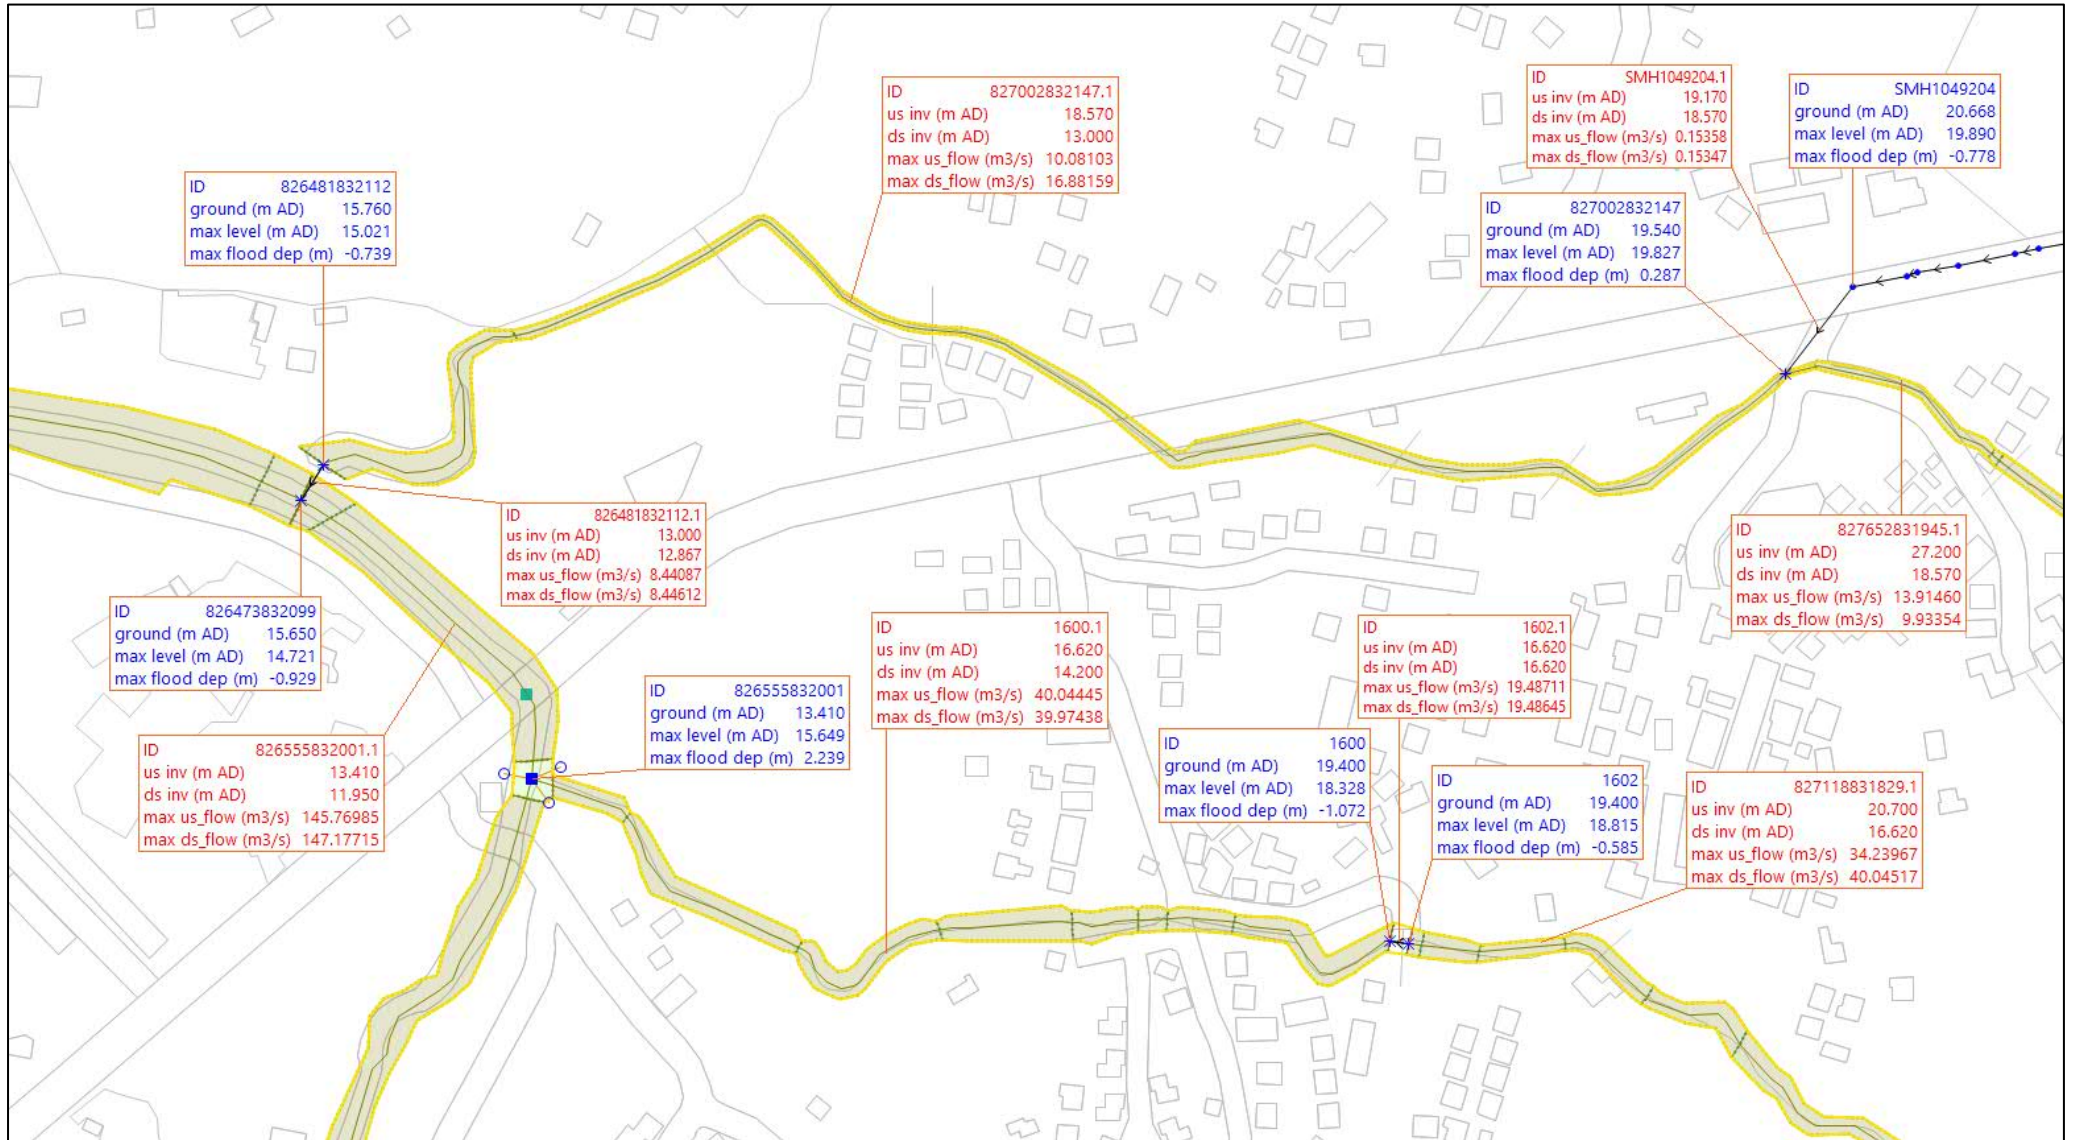 ID 827002832147.1
us inv (m AD) 18.570
ds inv (m AD) 13.000
max us_flow (m3/s) 10.08103
max ds_flow (m3/s) 16.88159
ID SMH1049204.1
us inv (m AD) 19.170
ds inv (m AD) 18.570
max us_flow (m3/s) 0.15358
max ds_flow (m3/s) 0.15347
ID SMH1049204
ground (m AD) 20.668
max level (m AD) 19.890
max flood dep (m) -0.778
ID 826481832112
ground (m AD) 15.760
max level (m AD) 15.021
max flood dep (m) -0.739
ID 827002832147
ground (m AD) 19.540
max level (m AD) 19.827
max flood dep (m) 0.287
ID 826481832112.1
us inv (m AD) 13.000
ds inv (m AD) 12.867
max us_flow (m3/s) 8.44087
max ds_flow (m3/s) 8.44612
ID 827652831945.1
us inv (m AD) 27.200
ds inv (m AD) 18.570
max us_flow (m3/s) 13.91460
max ds_flow (m3/s) 9.93354
ID 826473832099
ground (m AD) 15.650
max level (m AD) 14.721
max flood dep (m) -0.929
ID 1600.1
us inv (m AD) 16.620
ds inv (m AD) 14.200
max us_flow (m3/s) 40.04445
max ds_flow (m3/s) 39.97438
ID 1602.1
us inv (m AD) 16.620
ds inv (m AD) 16.620
max us_flow (m3/s) 19.48711
max ds_flow (m3/s) 19.48645
ID 826555832001
ground (m AD) 13.410
max level (m AD) 15.649
max flood dep (m) 2.239
ID 826555832001.1
us inv (m AD) 13.410
ds inv (m AD) 11.950
max us_flow (m3/s) 145.76985
max ds_flow (m3/s) 147.17715
ID 1600
ground (m AD) 19.400
max level (m AD) 18.328
max flood dep (m) -1.072
ID 1602
ground (m AD) 19.400
max level (m AD) 18.815
max flood dep (m) -0.585
ID 827118831829.1
us inv (m AD) 20.700
ds inv (m AD) 16.620
max us_flow (m3/s) 34.23967
max ds_flow (m3/s) 40.04517